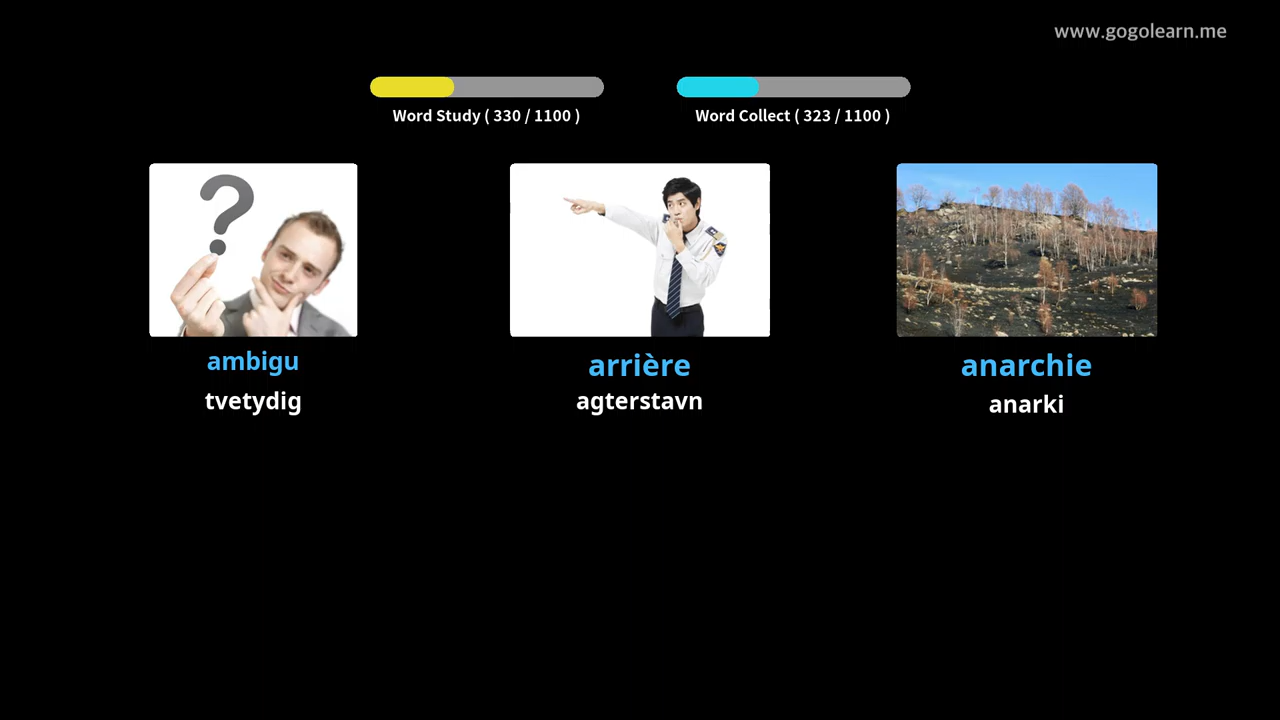 www.gogolearn.me
Word Study ( 330 / 1100 )
Word Collect ( 323 / 1100 )
ambigu
tvetydig
arrière
agterstavn
anarchie
anarki